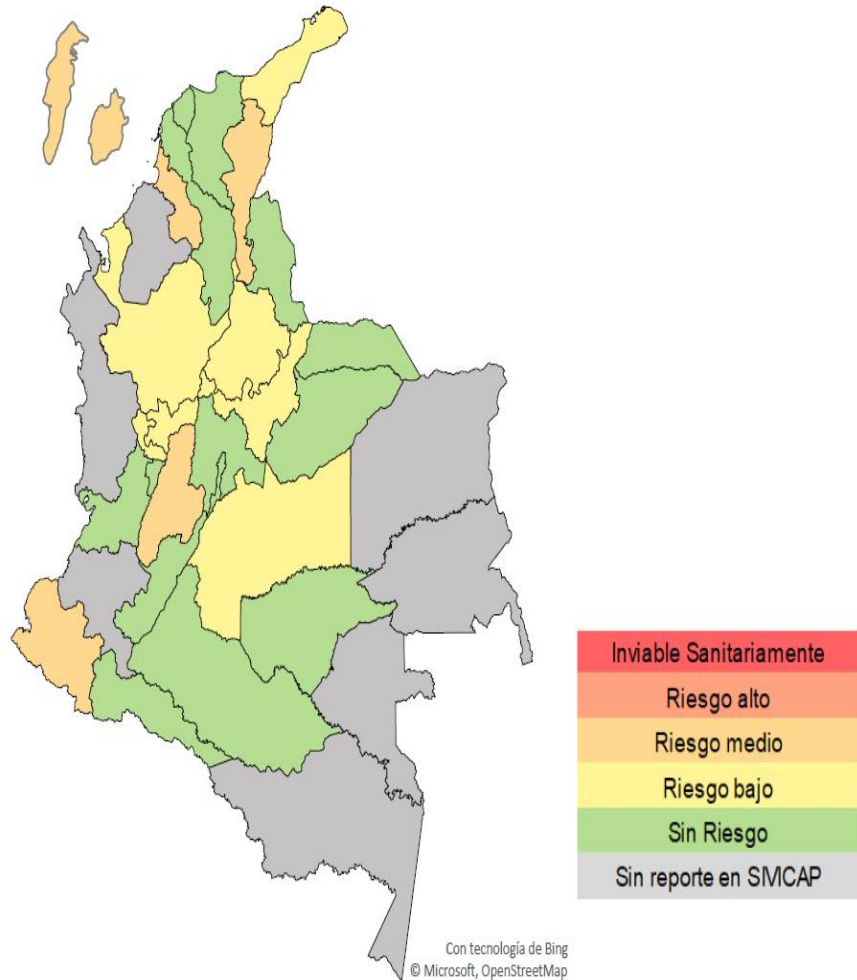 Inviable Sanitariamente
Riesgo alto
Riesgo medio
Riesgo bajo
Sin Riesgo
Sin reporte en SIVICAP
Con tecnología de Bing
© Microsoft, OpenStreetMap